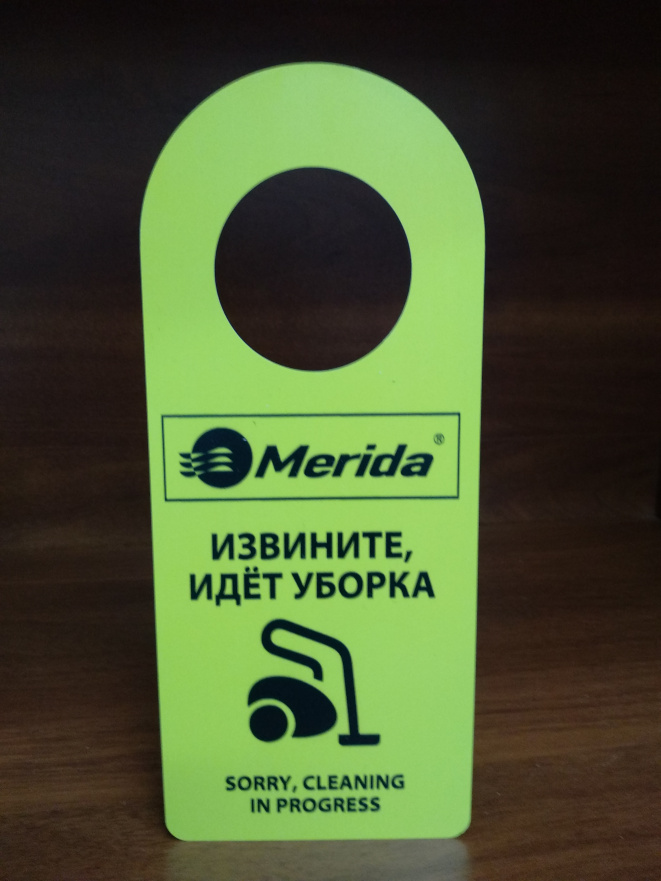 Merida®
ИЗВИНИТЕ,
ИДЁТ УБОРКА
SORRY, CLEANING
IN PROGRESS